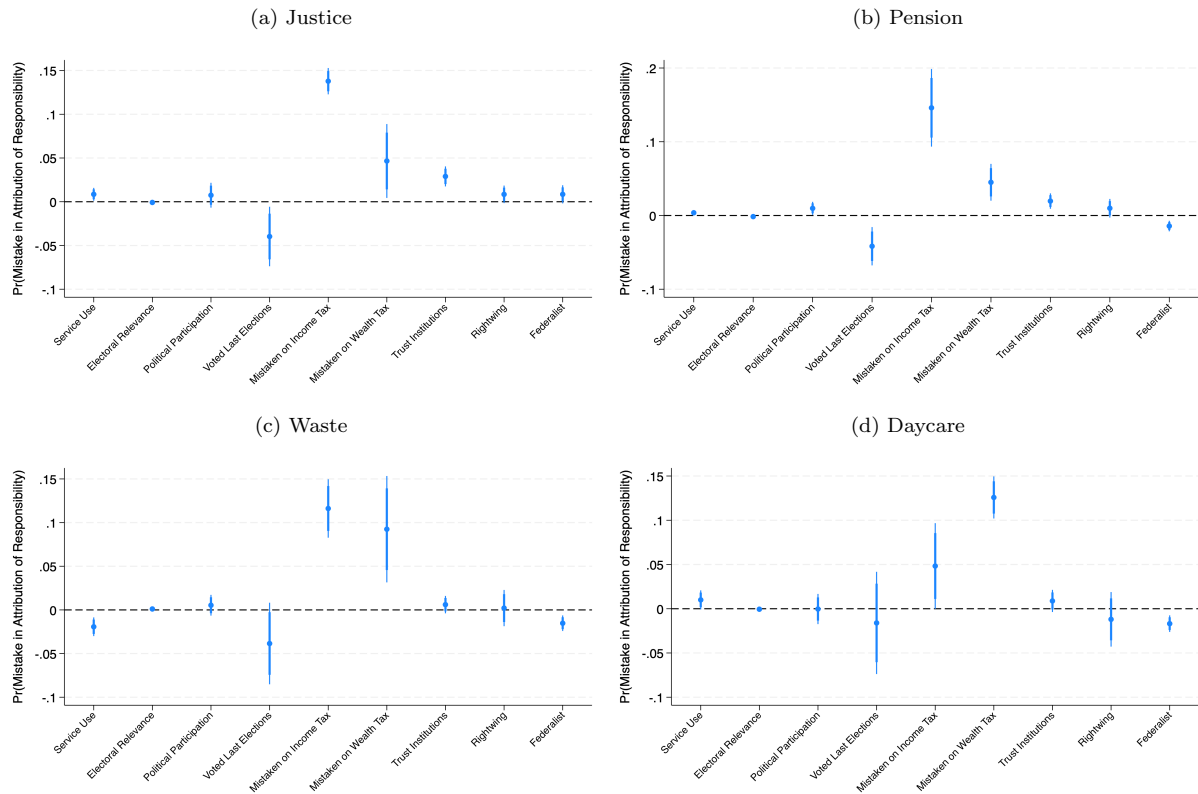 (a) Justice
Pr(Mistake in Attribution of Responsibility)
.15
.1
.05
0
-.05
-.1
Service Use
Electoral Relevance
Political Participation
Voted Last Elections
Mistaken on Income Tax
Mistaken on Wealth Tax
Trust Institutions
Rightwing
Federalist
(b) Pension
Pr(Mistake in Attribution of Responsibility)
.2
.1
0
-.1
Service Use
Electoral Relevance
Political Participation
Voted Last Elections
Mistaken on Income Tax
Mistaken on Wealth Tax
Trust Institutions
Rightwing
Federalist
(c) Waste
Pr(Mistake in Attribution of Responsibility)
.15
.1
.05
0
-.05
-.1
Service Use
Electoral Relevance
Political Participation
Voted Last Elections
Mistaken on Income Tax
Mistaken on Wealth Tax
Trust Institutions
Rightwing
Federalist
(d) Daycare
Pr(Mistake in Attribution of Responsibility)
.15
.1
.05
0
-.05
-.1
Service Use
Electoral Relevance
Political Participation
Voted Last Elections
Mistaken on Income Tax
Mistaken on Wealth Tax
Trust Institutions
Rightwing
Federalist